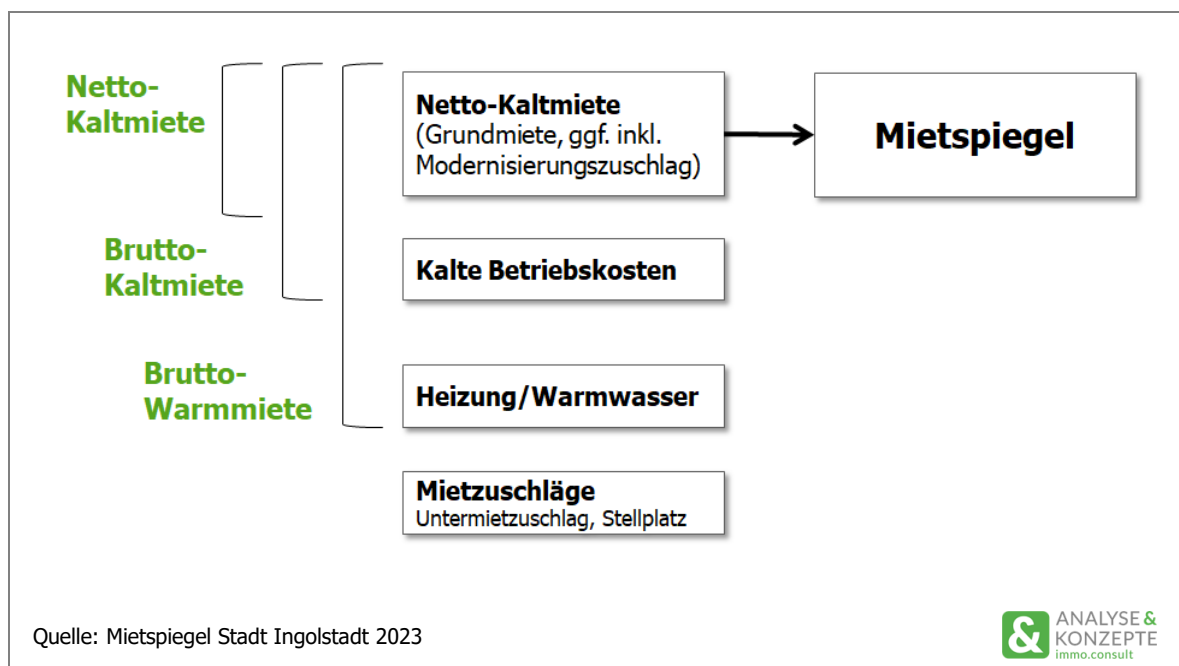 Netto-
Kaltmiete
Brutto-
Kaltmiete
Brutto-
Warmmiete
Netto-Kaltmiete
(Grundmiete, ggf. inkl.
Modernisierungszuschlag)
Mietspiegel
Kalte Betriebskosten
Heizung/Warmwasser
Mietzuschläge
Untermietzuschlag, Stellplatz
Quelle: Mietspiegel Stadt Ingolstadt 2023
&
ANALYSE &
KONZEPTE
immo.consult